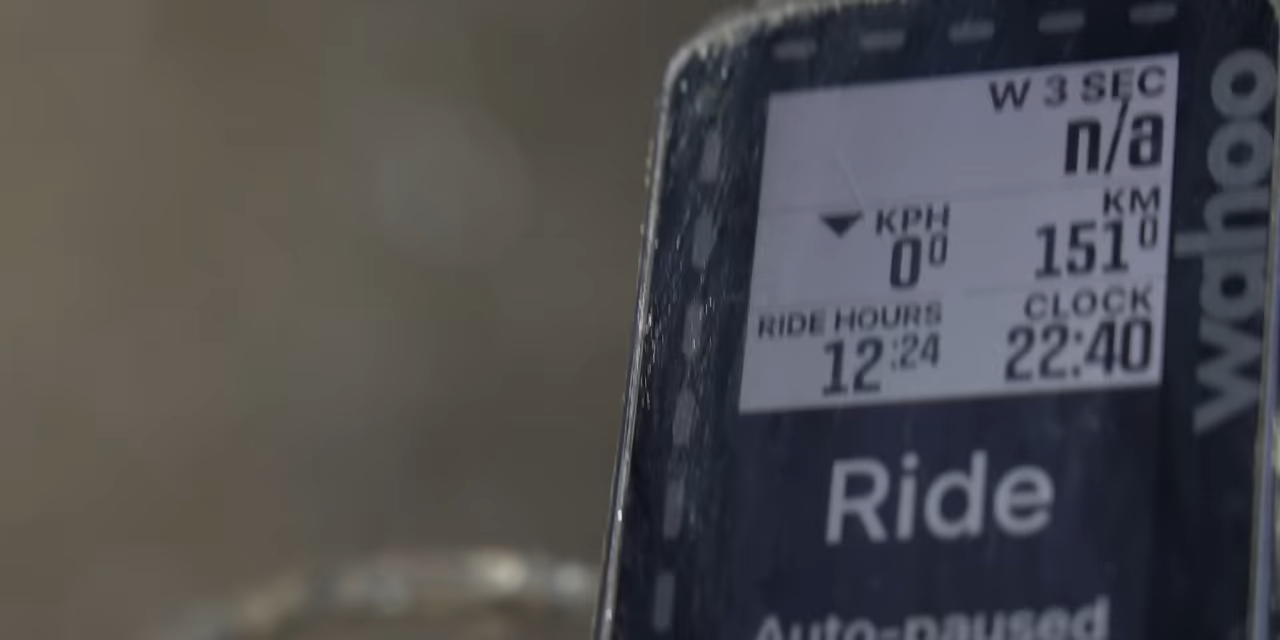 W 3 SEC
n/a
KPH
0⁰
KM
151⁰
RIDE HOURS
12:24
CLOCK
22:40
Ride
Auto-paused
wahoo